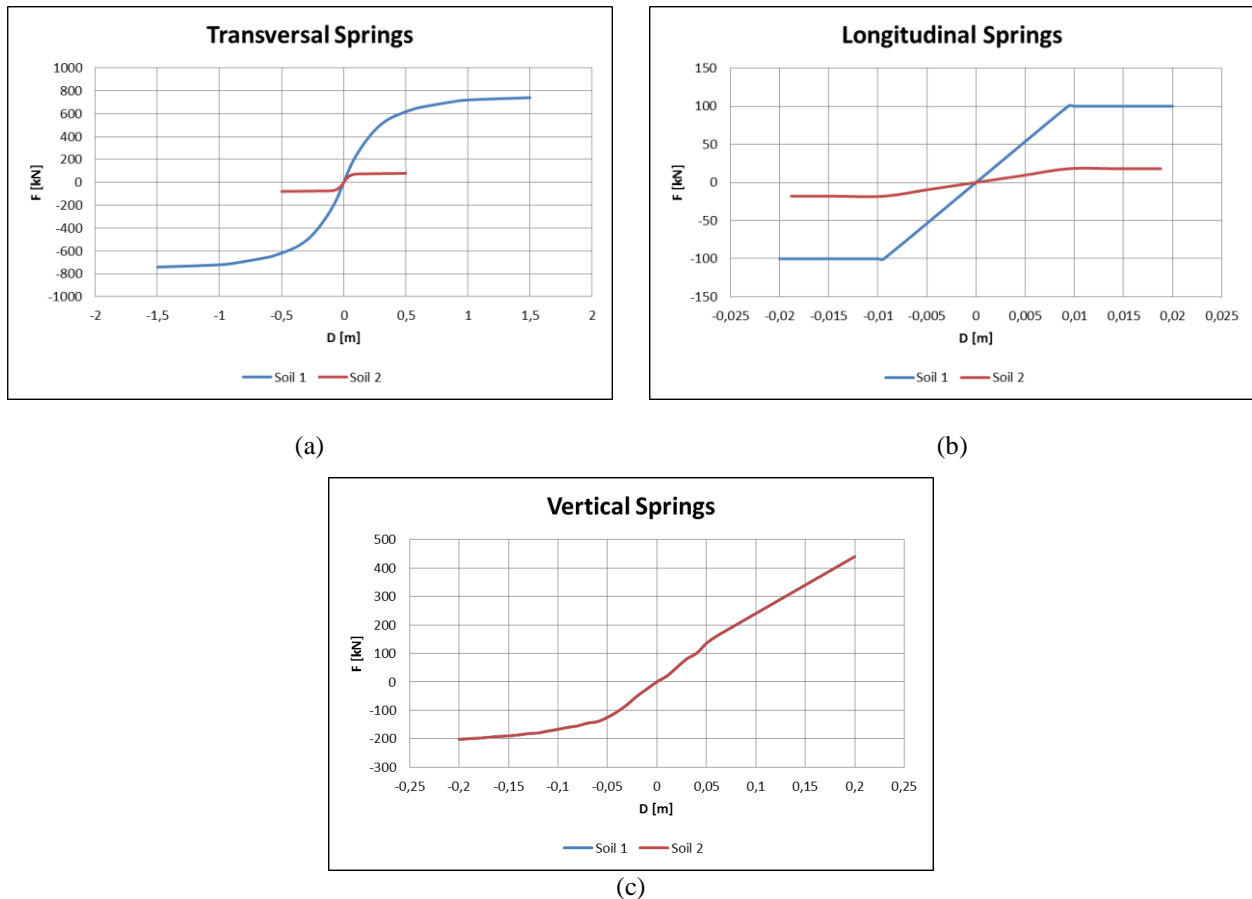 Transversal Springs
1000
800
600
400
200
0
-200
-400
-600
-800
-1000
F [kN]
-2 -1,5 -1 -0,5 0 0,5 1 1,5 2
D [m]
Soil 1 Soil 2
(a)
Longitudinal Springs
150
100
50
0
-50
-100
-150
F [kN]
-0,025 -0,02 -0,015 -0,01 -0,005 0 0,005 0,01 0,015 0,02 0,025
D [m]
Soil 1 Soil 2
(b)
Vertical Springs
500
400
300
200
100
0
-100
-200
-300
F [kN]
-0,25 -0,2 -0,15 -0,1 -0,05 0 0,05 0,1 0,15 0,2 0,25
D [m]
Soil 1 Soil 2
(c)